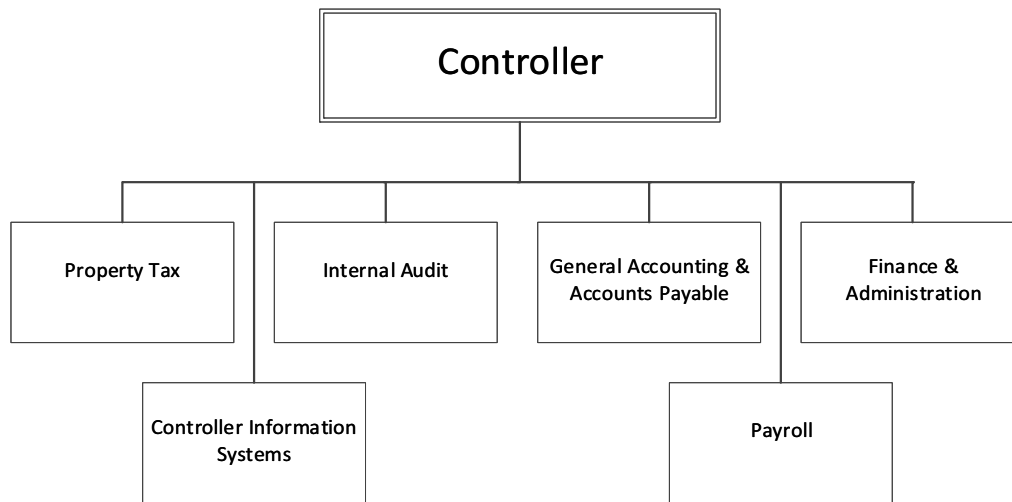 Controller
Property Tax
Internal Audit
General Accounting &
Accounts Payable
Finance &
Administration
Controller Information
Systems
Payroll